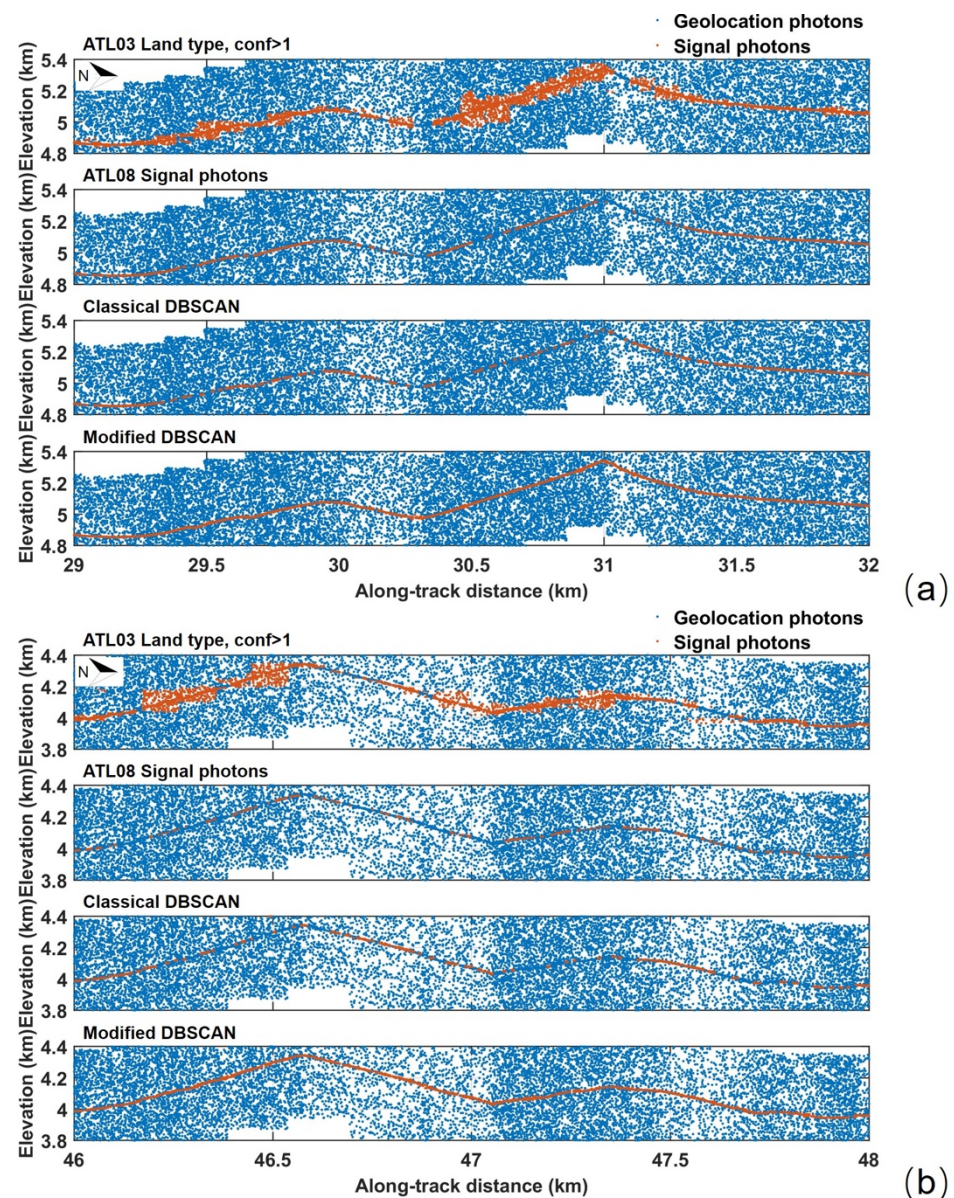 Geolocation photons
Signal photons
ATL03 Land type, conf>1
N
Elevation (km)
5.4
5.2
5
4.8
ATL08 Signal photons
Elevation (km)
5.4
5.2
5
4.8
Classical DBSCAN
Elevation (km)
5.4
5.2
5
4.8
Modified DBSCAN
Elevation (km)
5.4
5.2
5
4.8
29 29.5 30 30.5 31 31.5 32
Along-track distance (km)
(a)
Geolocation photons
Signal photons
ATL03 Land type, conf>1
N
Elevation (km)
4.4
4.2
4
3.8
ATL08 Signal photons
Elevation (km)
4.4
4.2
4
3.8
Classical DBSCAN
Elevation (km)
4.4
4.2
4
3.8
Modified DBSCAN
Elevation (km)
4.4
4.2
4
3.8
46 46.5 47 47.5 48
Along-track distance (km)
(b)